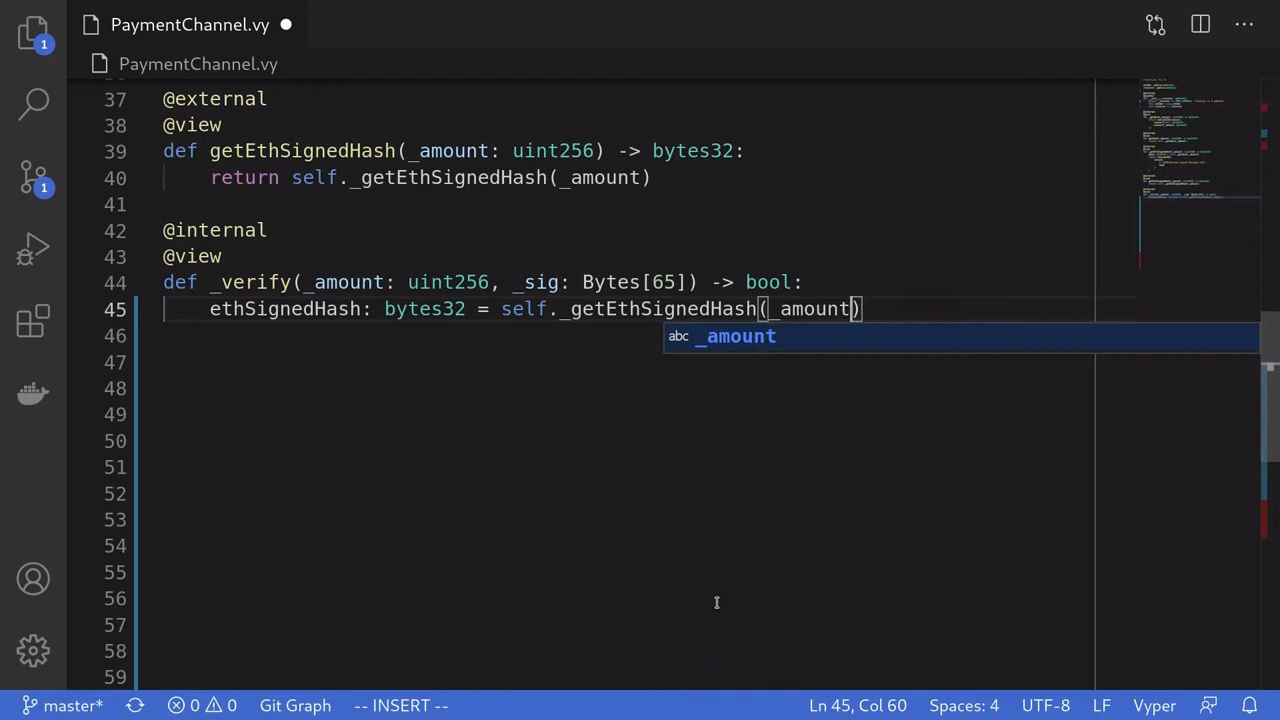 PaymentChannel.vy
PaymentChannel.vy
1
1
37 @external
38 @view
39 def getEthSignedHash(_amount: uint256) -> bytes32:
40 return self._getEthSignedHash(_amount)
41
42 @internal
43 @view
44 def _verify(_amount: uint256, _sig: Bytes[65]) -> bool:
45 ethSignedHash: bytes32 = self._getEthSignedHash(_amount)
46 abc _amount
47
48
49
50
51
52
53
54
55
56
57
58
59
master* 0 0 Git Graph -- INSERT -- Ln 45, Col 60 Spaces: 4 UTF-8 LF Vyper